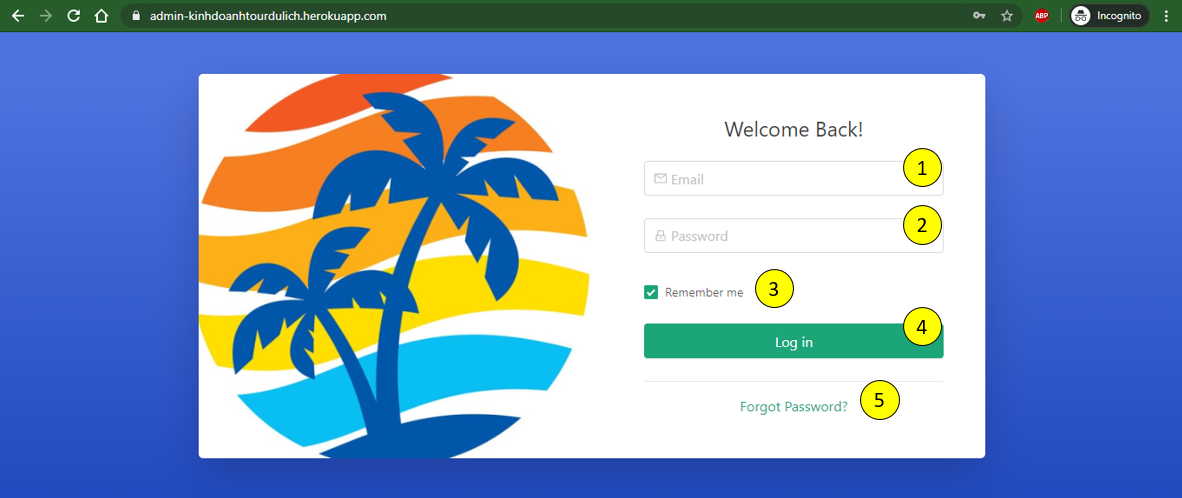 admin-kinhdoanhtourdulich.herokuapp.com
ABP
Incognito
Welcome Back!
Email
1
Password
2
Remember me
3
Log in
4
Forgot Password?
5